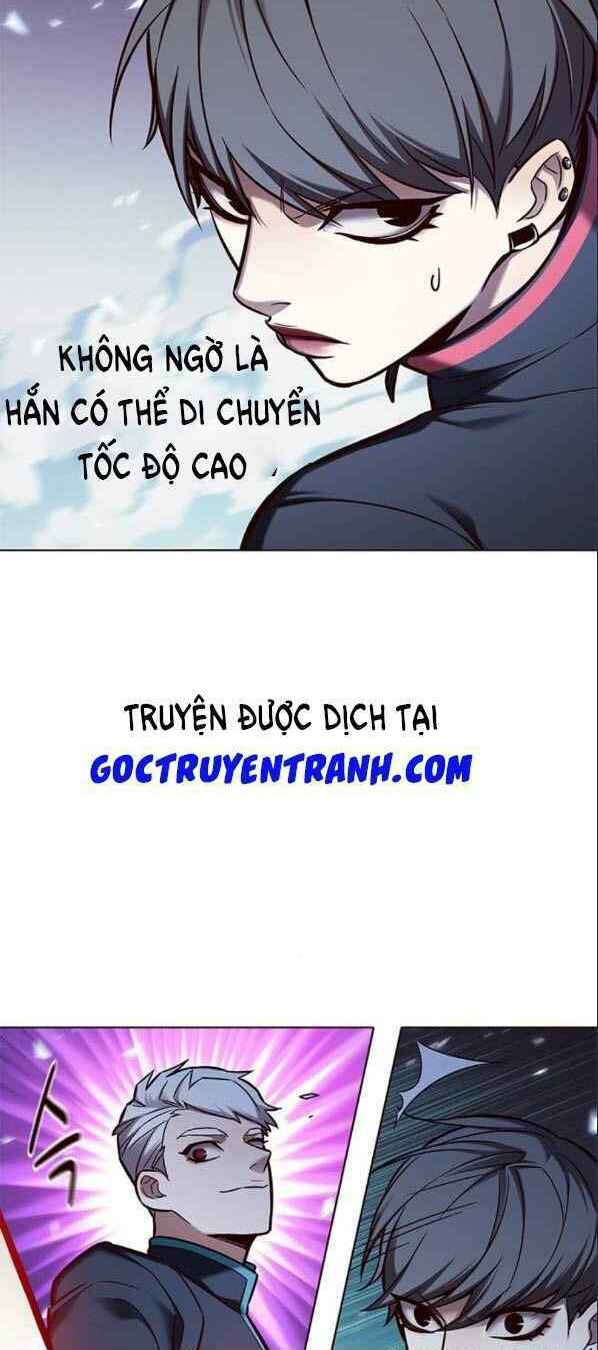 KHÔNG NGỜ LÀ
HẮN CÓ THỂ DI CHUYỂN
TỐC ĐỘ CAO
TRUYỆN ĐƯỢC DỊCH TẠI
GOCTRUYENTRANH.COM